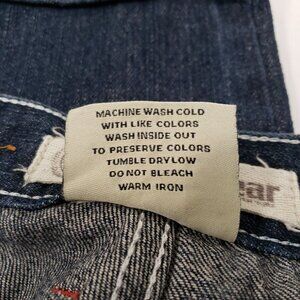 MACHINE WASH COLD
WITH LIKE COLORS
WASH INSIDE OUT
TO PRESERVE COLORS
TUMBLE DRYLOW
DO NOT BLEACH
WARM IRON